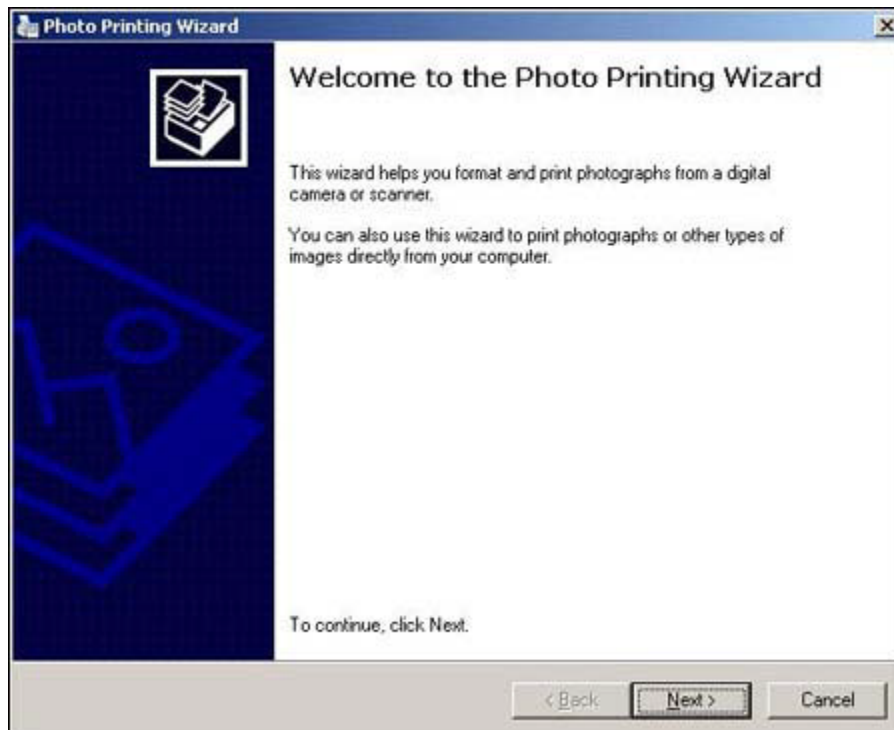 Photo Printing Wizard
Welcome to the Photo Printing Wizard
This wizard helps you format and print photographs from a digital
camera or scanner.
You can also use this wizard to print photographs or other types of
images directly from your computer.
To continue, click Next.
< Back Next > Cancel